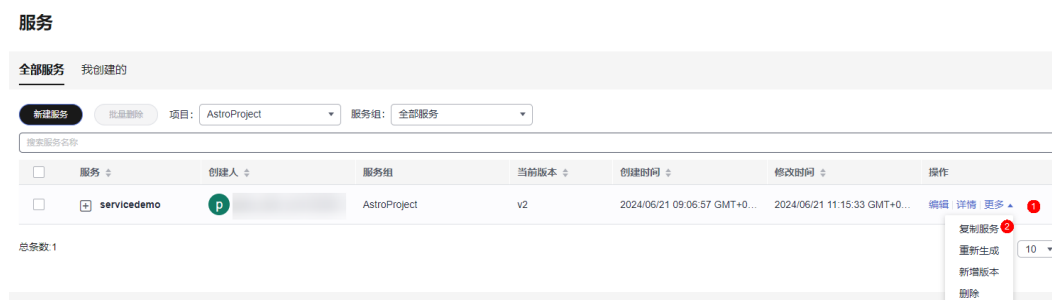 服务
全部服务 我创建的
新建服务 批量删除 项目: AstroProject 服务组: 全部服务
搜索服务名称
服务 创建人 服务组 当前版本 创建时间 修改时间 操作
servicedemo p AstroProject v2 2024/06/21 09:06:57 GMT+0... 2024/06/21 11:15:33 GMT+0... 编辑 详情 更多 1
复制服务 2
总条数:1 重新生成 10
新增版本
删除